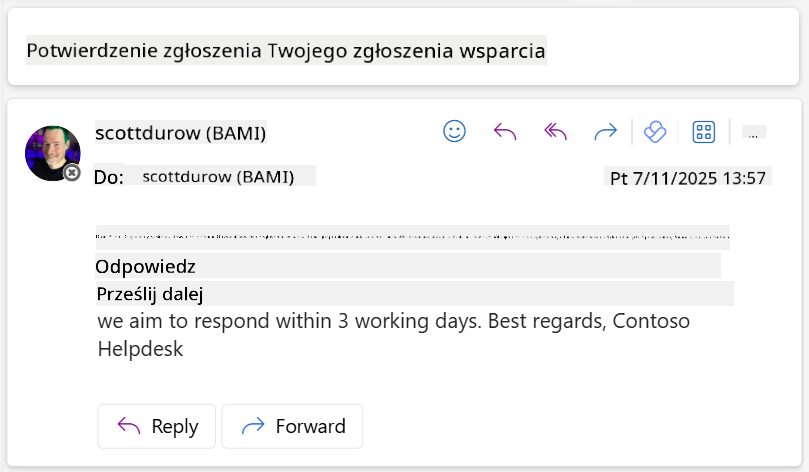 Potwierdzenie zgłoszenia Twojego zgłoszenia wsparcia
scottdurow (BAMI)
Do: scottdurow (BAMI)
Pt 7/11/2025 13:57
Odpowiedz
Prześlij dalej
we aim to respond within 3 working days. Best regards, Contoso
Helpdesk
Reply
Forward